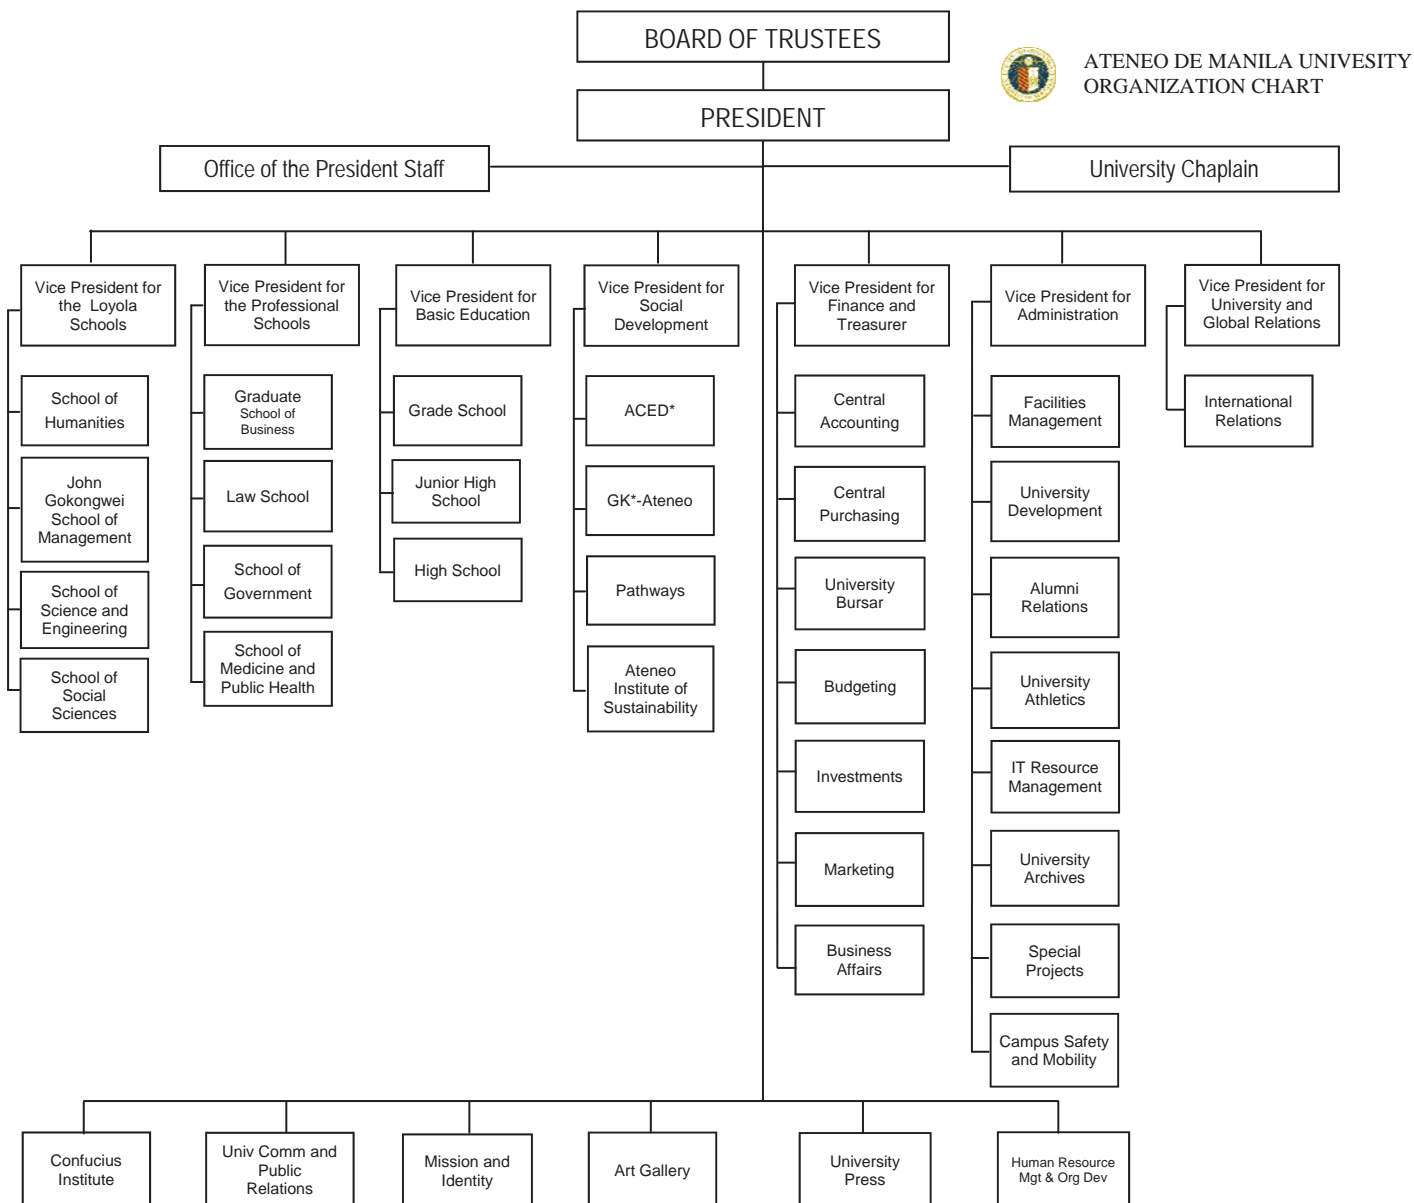 BOARD OF TRUSTEES
ATENEO DE MANILA UNIVESITY
ORGANIZATION CHART
PRESIDENT
Office of the President Staff
University Chaplain
Vice President for
the Loyola
Schools
Vice President for
the Professional
Schools
Vice President for
Basic Education
Vice President for
Social
Development
Vice President for
Finance and
Treasurer
Vice President for
Administration
Vice President for
University and
Global Relations
School of
Humanities
John
Gokongwei
School of
Management
School of
Science and
Engineering
School of
Social
Sciences
Graduate
School of
Business
Law School
School of
Government
School of
Medicine and
Public Health
Grade School
Junior High
School
High School
ACED*
GK*-Ateneo
Pathways
Ateneo
Institute of
Sustainability
Central
Accounting
Central
Purchasing
University
Bursar
Budgeting
Investments
Marketing
Business
Affairs
Facilities
Management
University
Development
Alumni
Relations
University
Athletics
IT Resource
Management
University
Archives
Special
Projects
Campus Safety
and Mobility
International
Relations
Confucius
Institute
Univ Comm and
Public
Relations
Mission and
Identity
Art Gallery
University
Press
Human Resource
Mgt & Org Dev